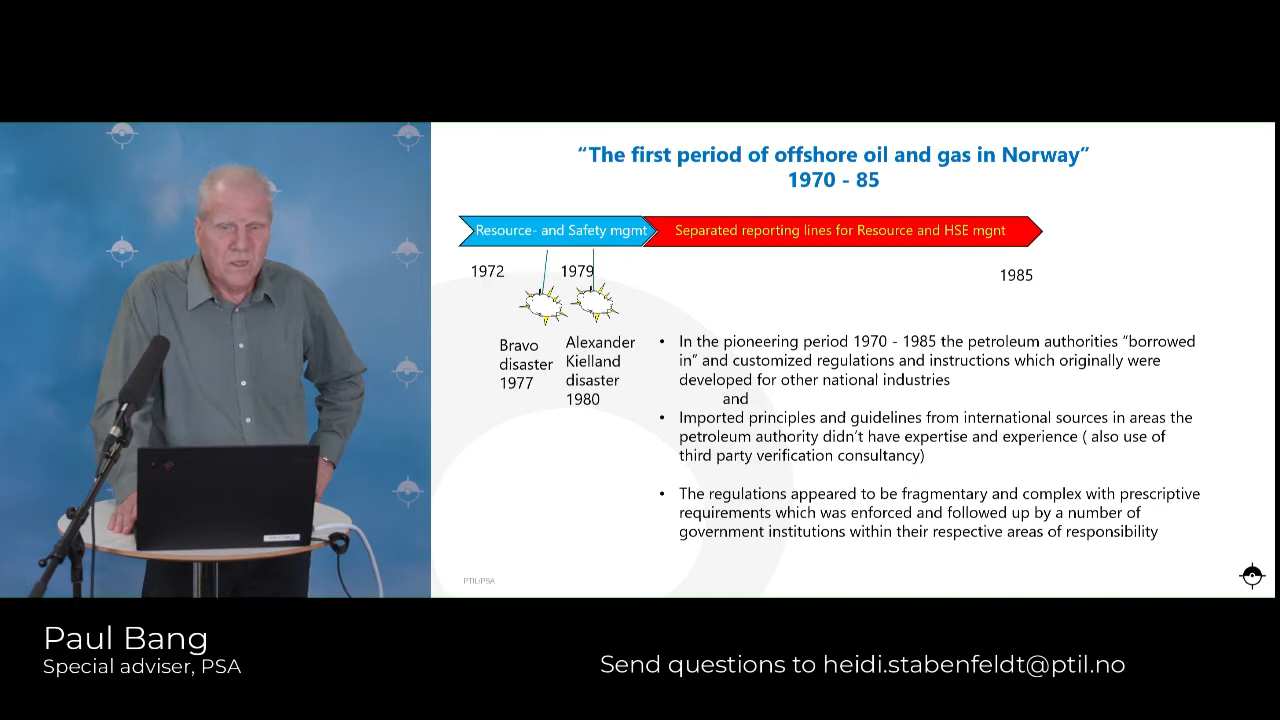 “The first period of offshore oil and gas in Norway”
1970 - 85
Resource- and Safety mgmt
Separated reporting lines for Resource and HSE mgnt
1972
1979
1985
Bravo
disaster
1977
Alexander
Kielland
disaster
1980
• In the pioneering period 1970 - 1985 the petroleum authorities “borrowed
in” and customized regulations and instructions which originally were
developed for other national industries
and
• Imported principles and guidelines from international sources in areas the
petroleum authority didn’t have expertise and experience ( also use of
third party verification consultancy)
• The regulations appeared to be fragmentary and complex with prescriptive
requirements which was enforced and followed up by a number of
government institutions within their respective areas of responsibility
PTIL/PSA
Paul Bang
Special adviser, PSA
Send questions to heidi.stabenfeldt@ptil.no